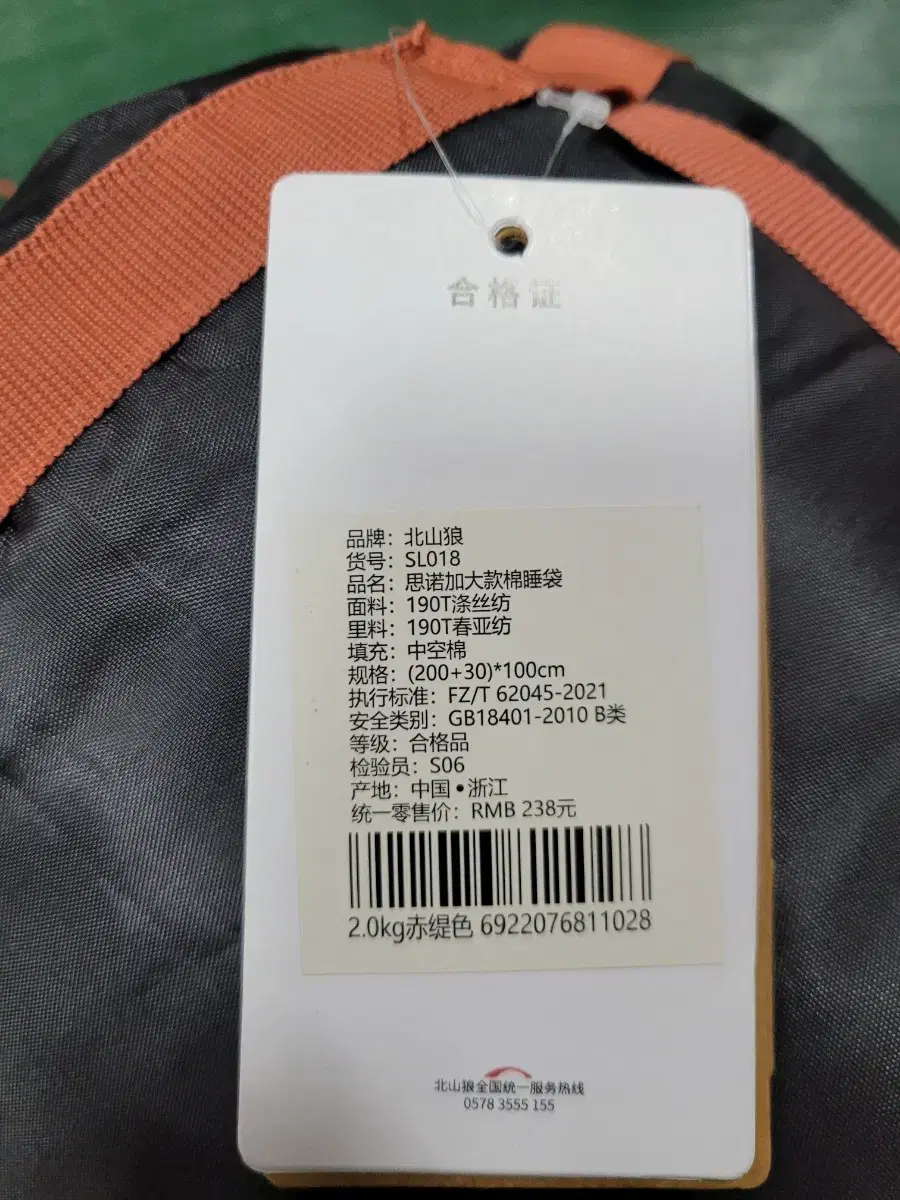 合格证
品牌：北山狼
货号：SL018
品名：思诺加大款棉睡袋
面料：190T涤丝纺
里料：190T春亚纺
填充：中空棉
规格：(200+30)*100cm
执行标准：FZ/T 62045-2021
安全类别：GB18401-2010 B类
等级：合格品
检验员：S06
产地：中国•浙江
统一零售价：RMB 238元
2.0kg赤缇色 6922076811028
北山狼全国统一服务热线
0578 3555 155